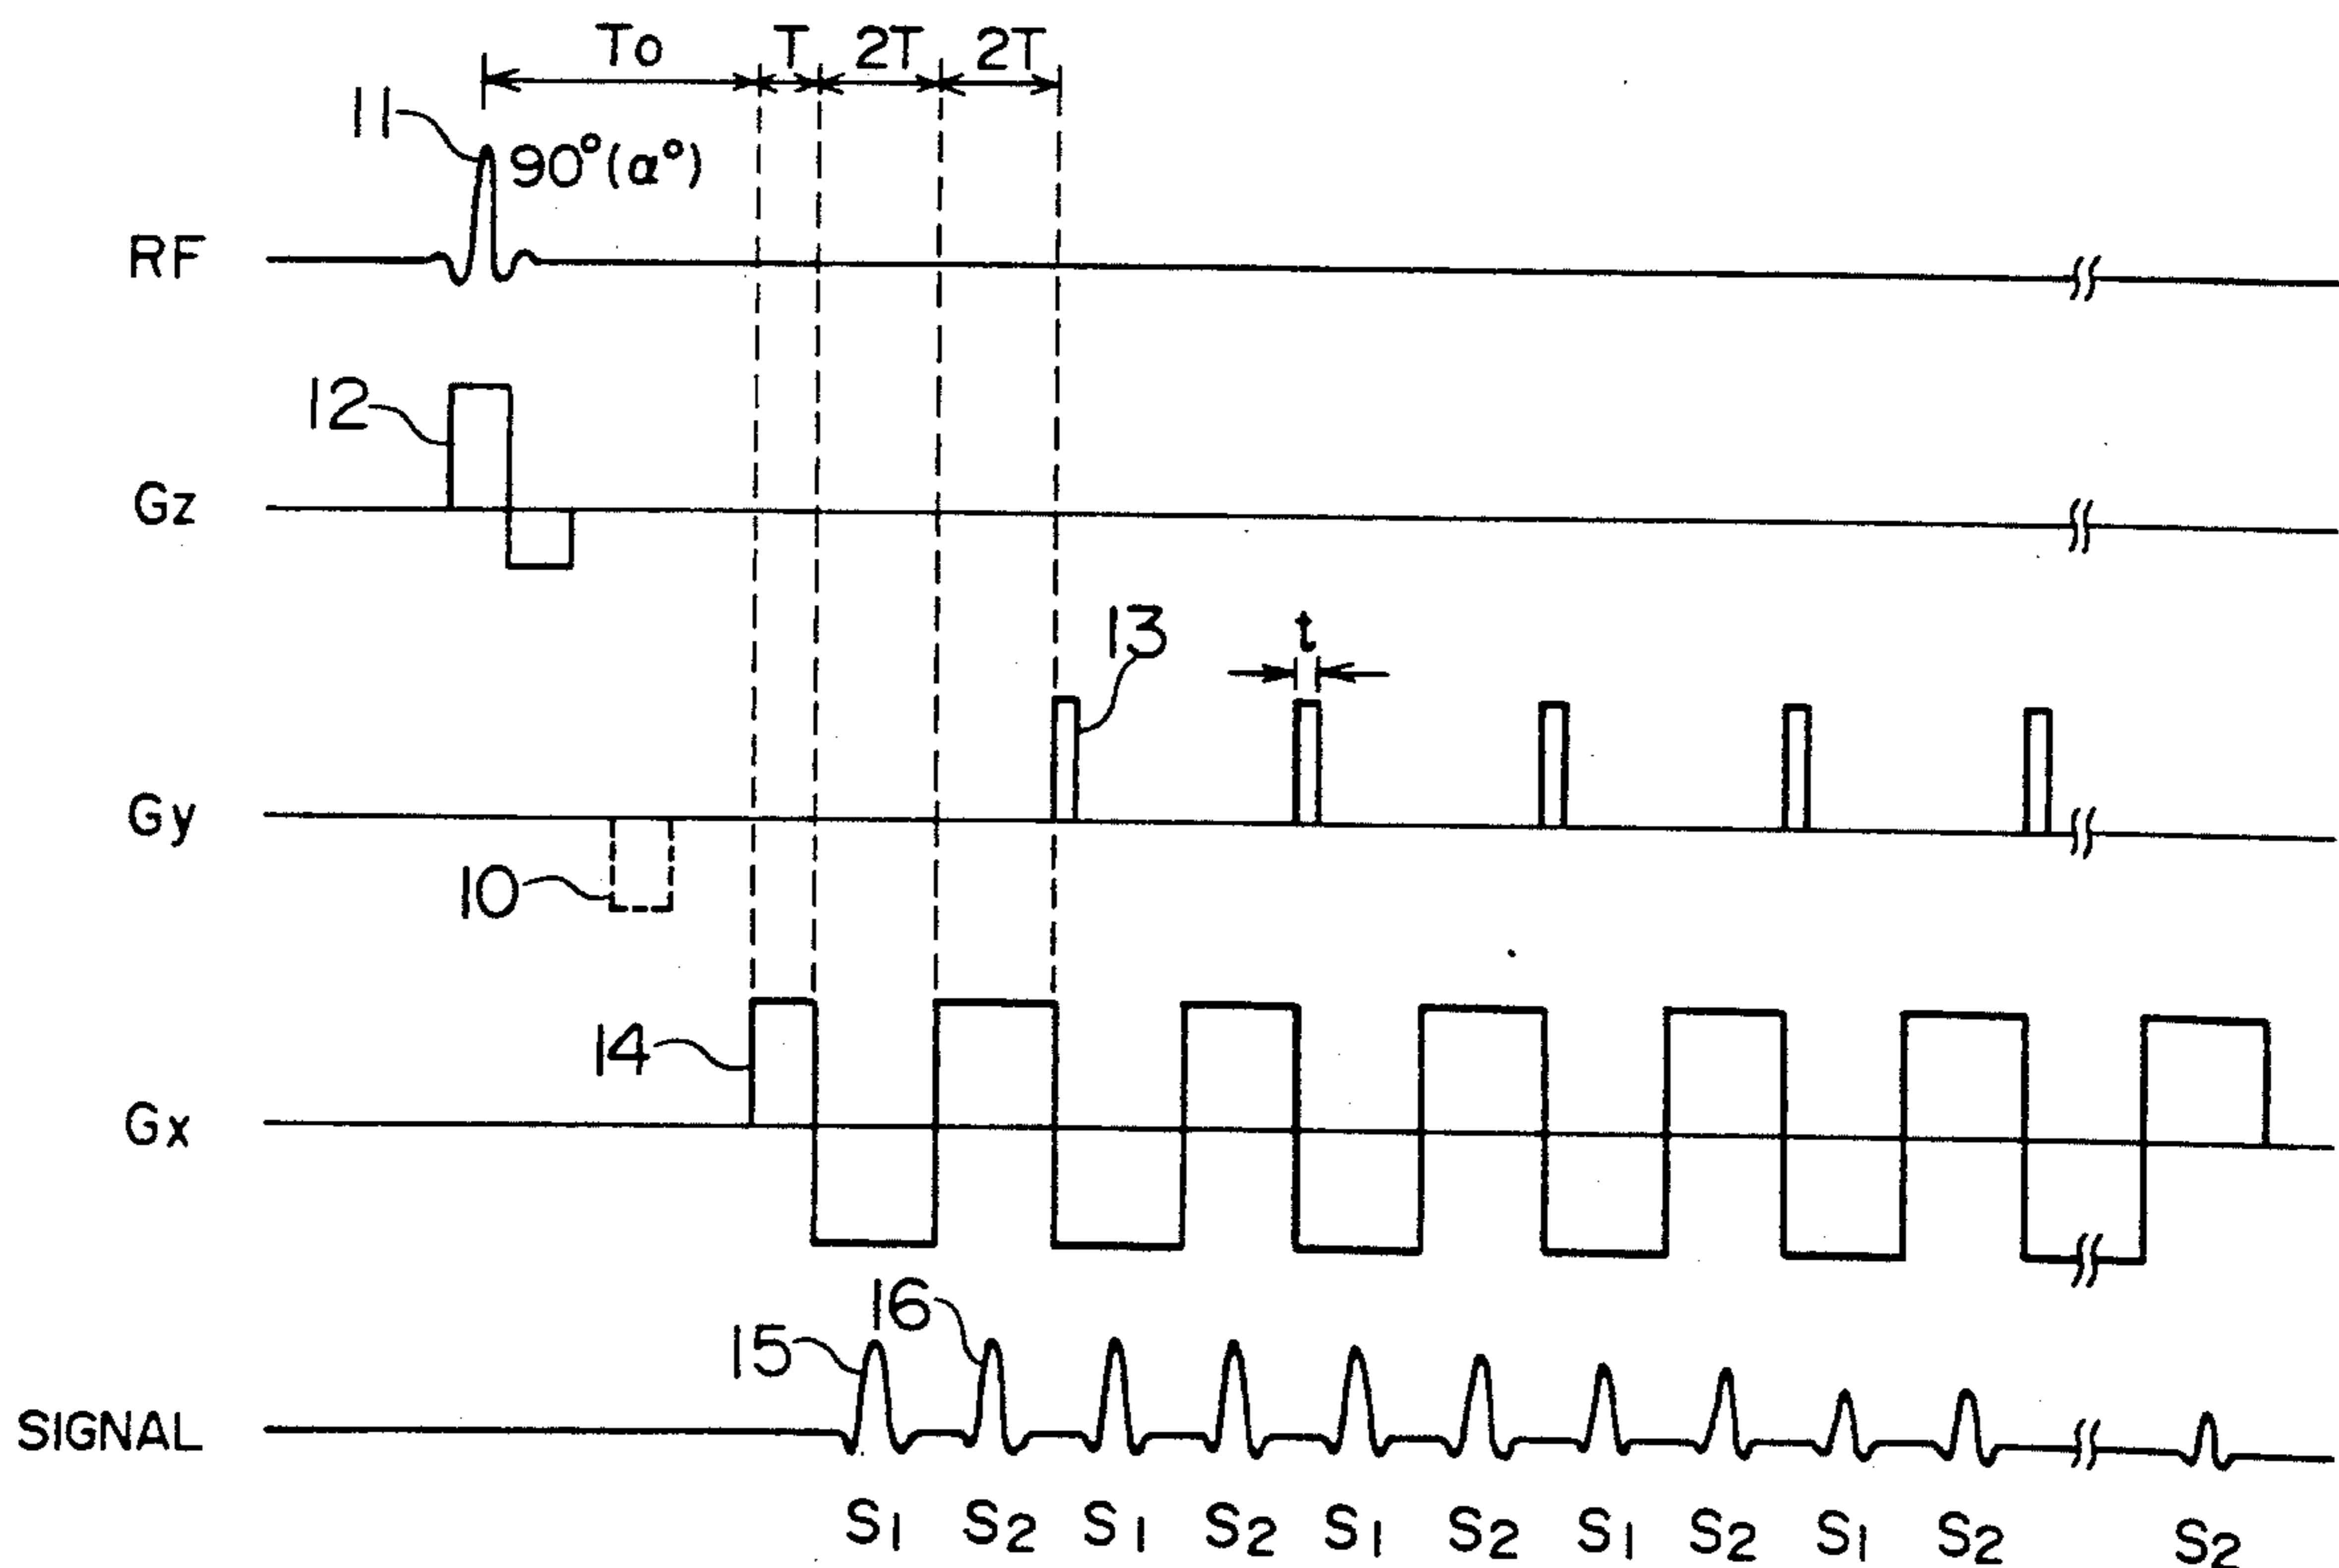 To T 2T 2T
11 90°(α°)
RF
12
Gz
13 t
Gy
10
14
Gx
15 16
SIGNAL
S1 S2 S1 S2 S1 S2 S1 S2 S1 S2 S2